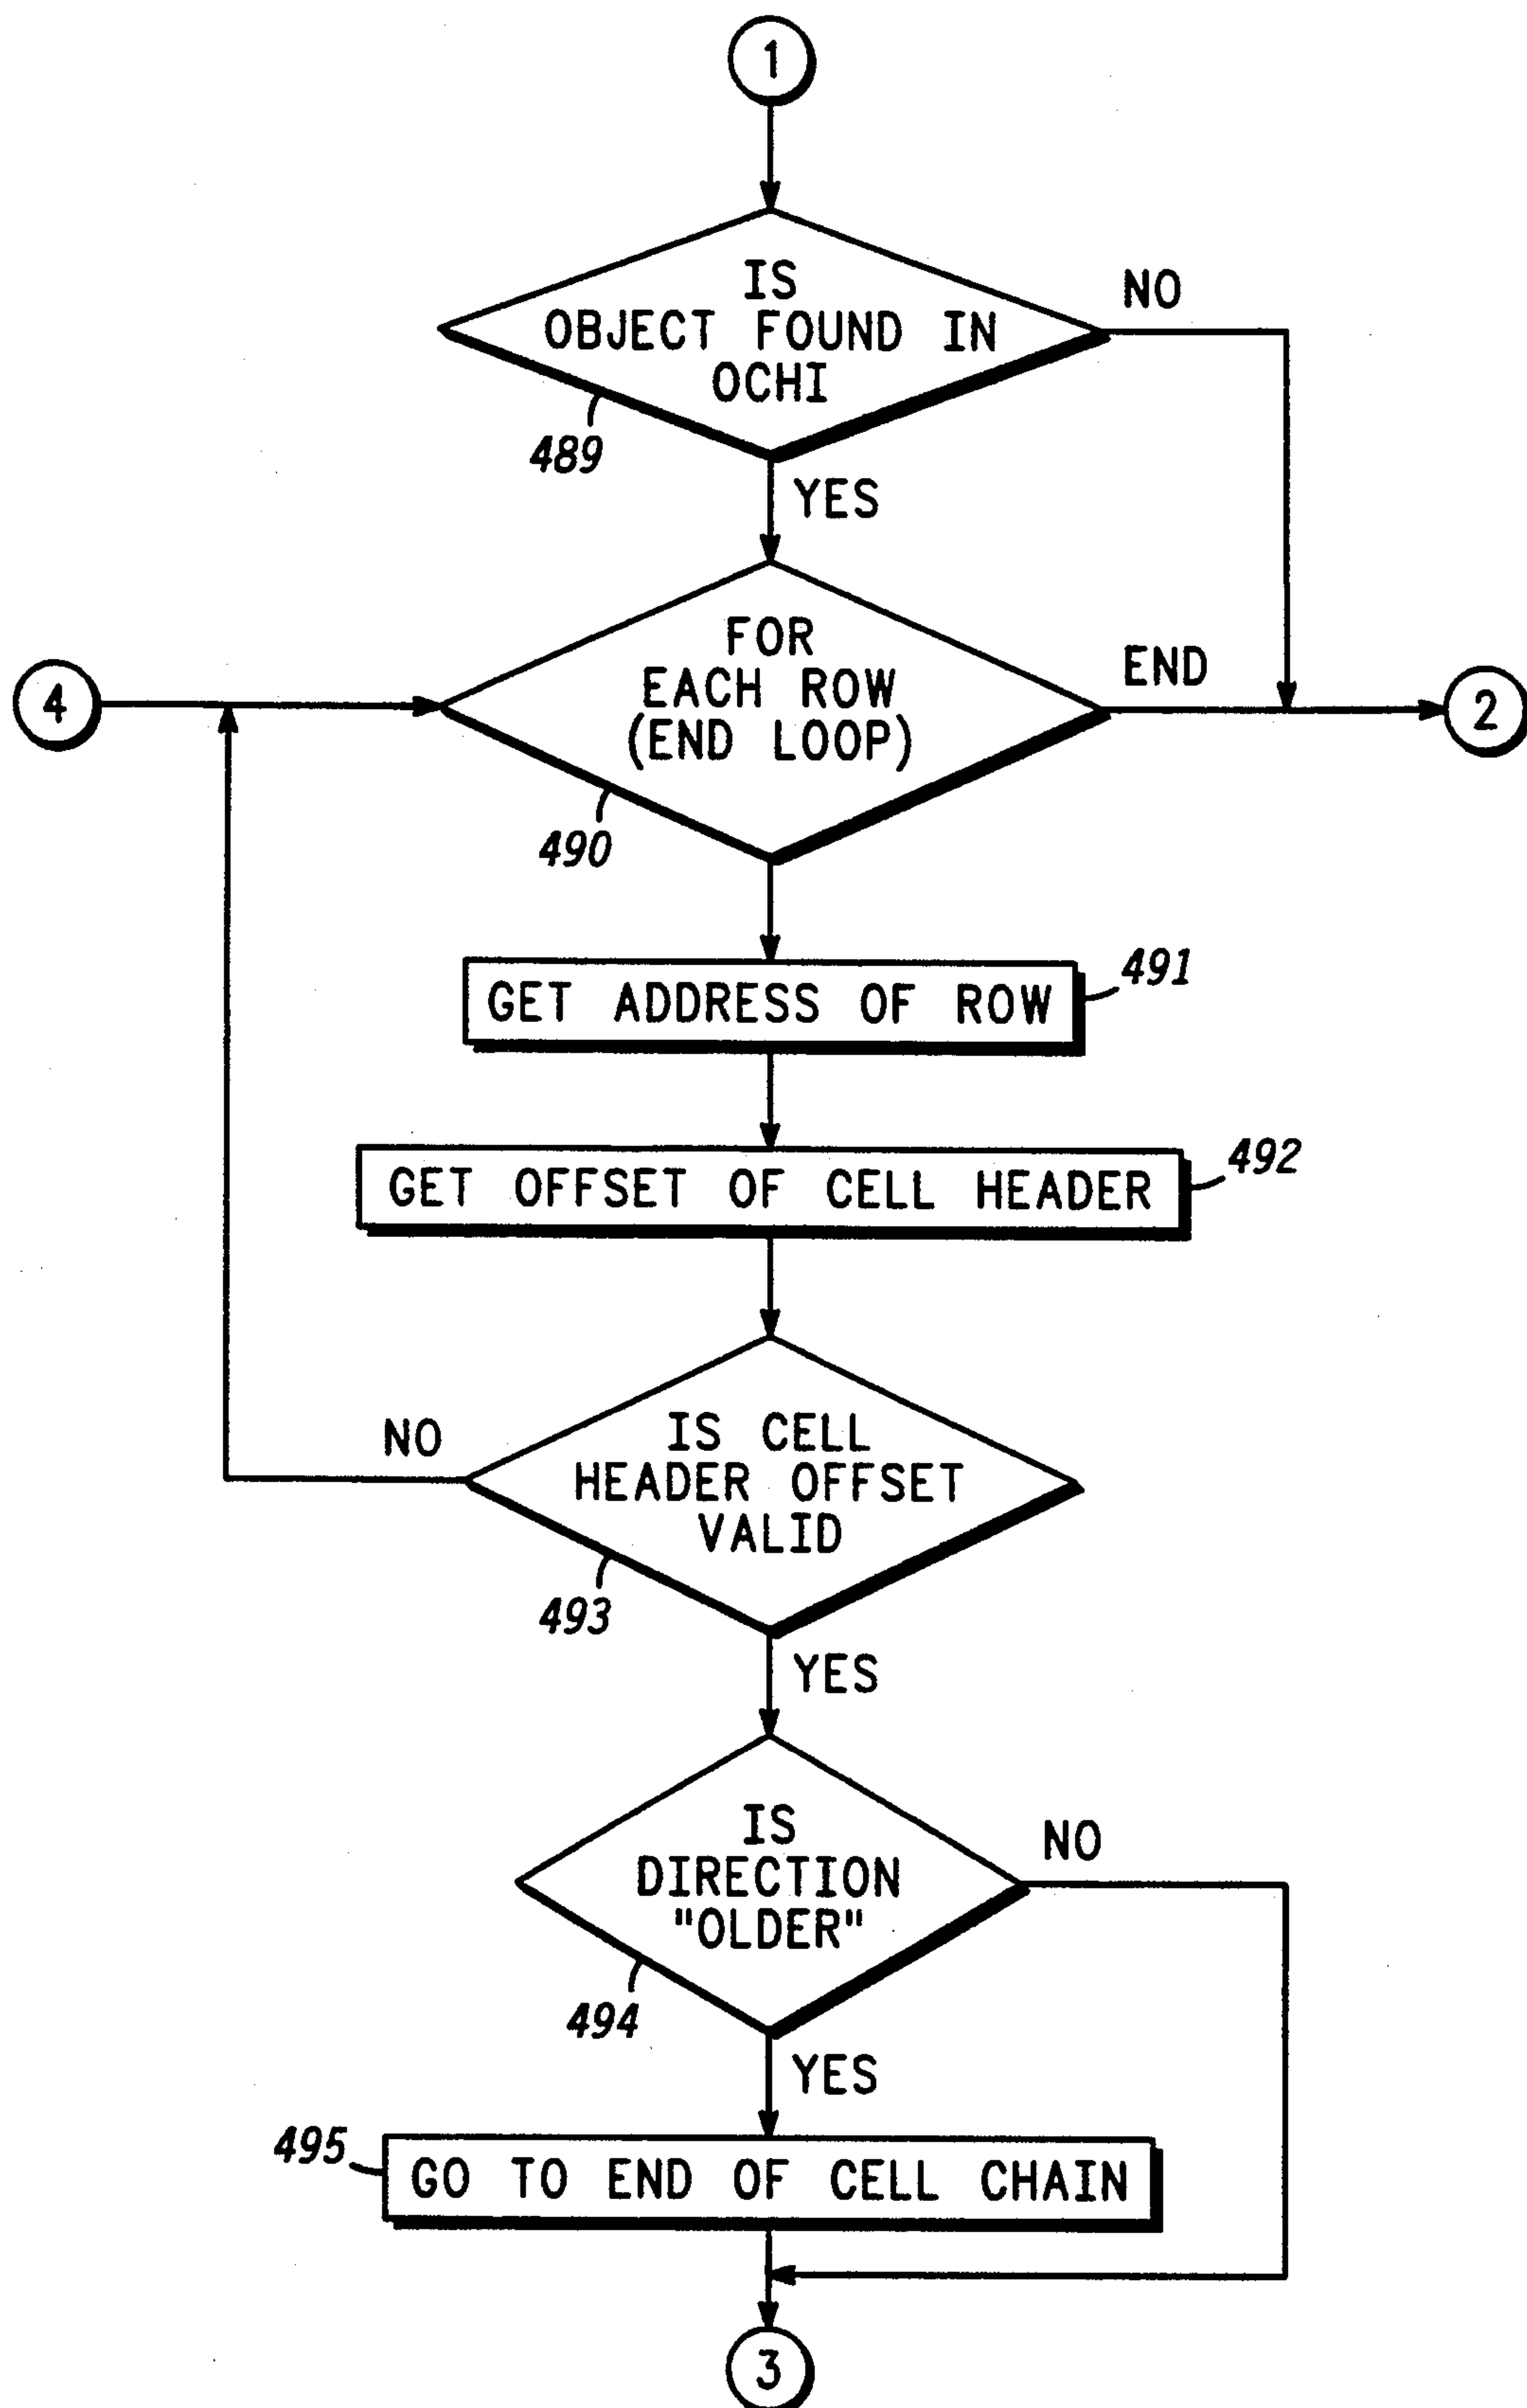 1
IS
OBJECT FOUND IN
OCHI
NO
489
YES
FOR
EACH ROW
(END LOOP)
END
4
2
490
GET ADDRESS OF ROW
491
GET OFFSET OF CELL HEADER
492
IS CELL
HEADER OFFSET
VALID
NO
493
YES
IS
DIRECTION
"OLDER"
NO
494
YES
495
GO TO END OF CELL CHAIN
3